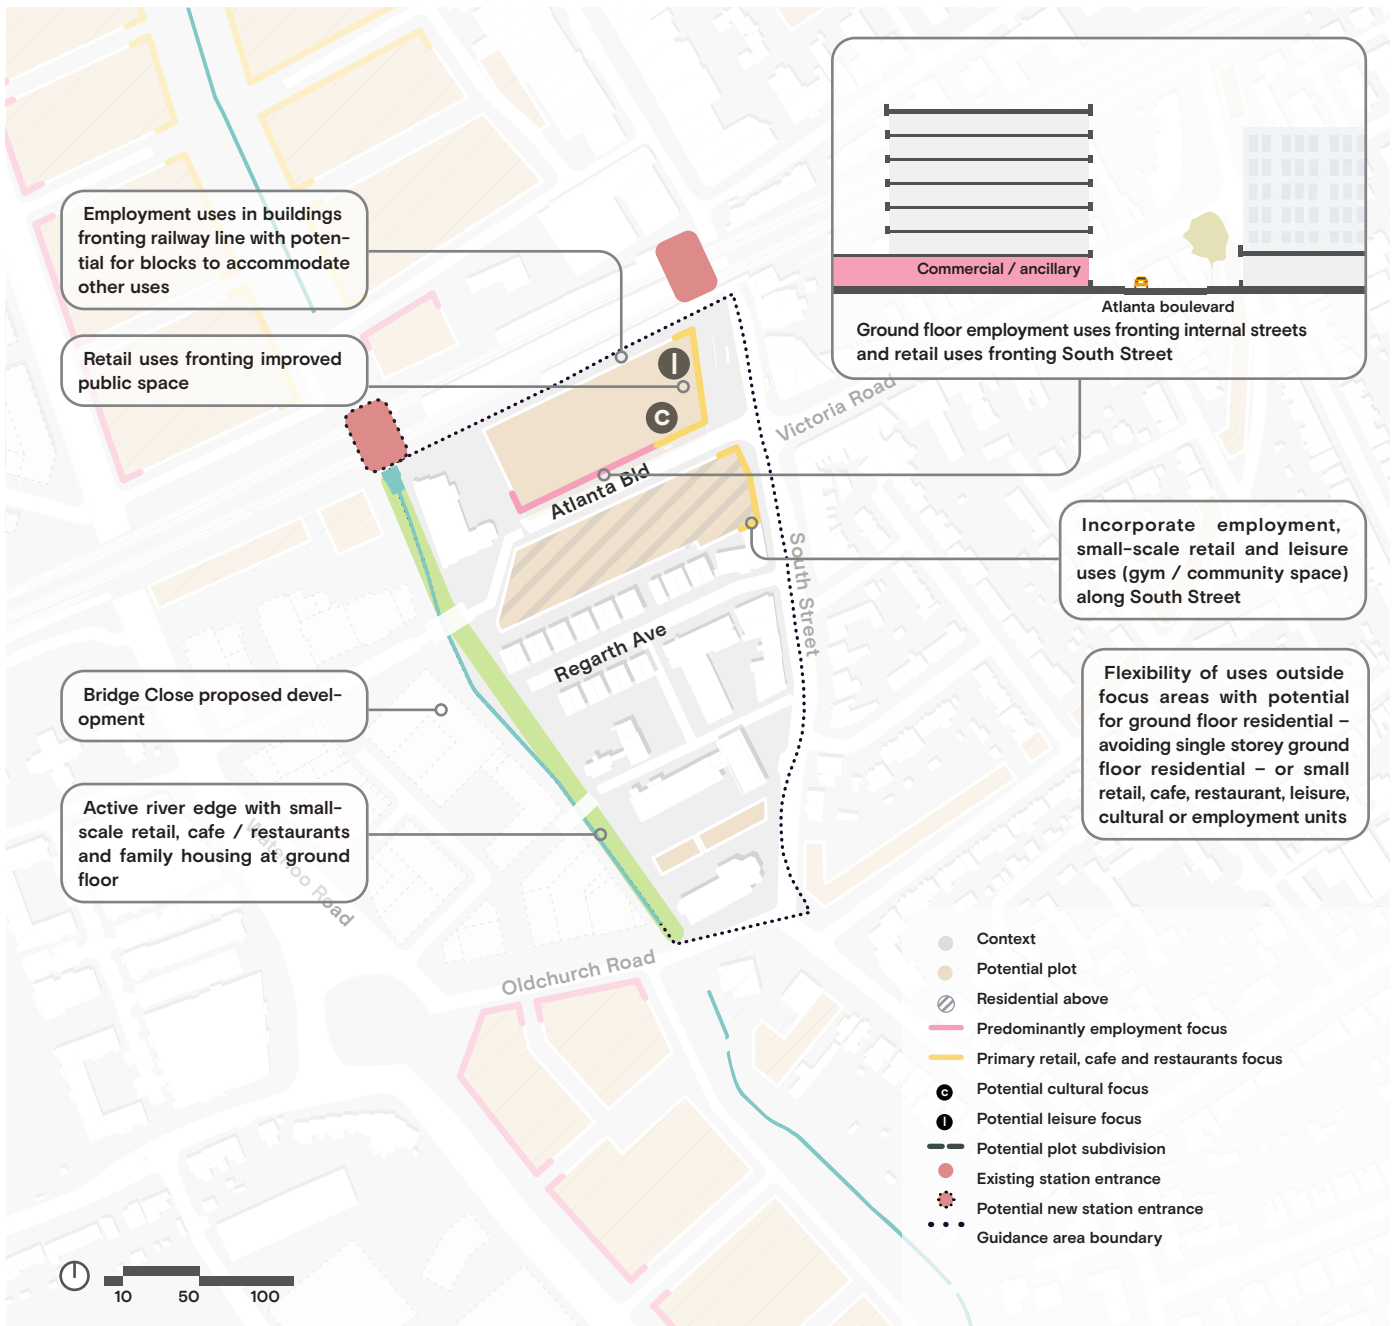 Employment uses in buildings
fronting railway line with poten-
tial for blocks to accommodate
other uses
Retail uses fronting improved
public space
Commercial / ancillary
Atlanta boulevard
Ground floor employment uses fronting internal streets
and retail uses fronting South Street
I
C
Victoria Road
Atlanta Bld
South Street
Regarth Ave
Incorporate employment,
small-scale retail and leisure
uses (gym / community space)
along South Street
Flexibility of uses outside
focus areas with potential
for ground floor residential –
avoiding single storey ground
floor residential – or small
retail, cafe, restaurant, leisure,
cultural or employment units
Bridge Close proposed devel-
opment
Active river edge with small-
scale retail, cafe / restaurants
and family housing at ground
floor
Waterloo Road
Oldchurch Road
Context
Potential plot
Residential above
Predominantly employment focus
Primary retail, cafe and restaurants focus
C Potential cultural focus
I Potential leisure focus
Potential plot subdivision
Existing station entrance
Potential new station entrance
Guidance area boundary
10 50 100